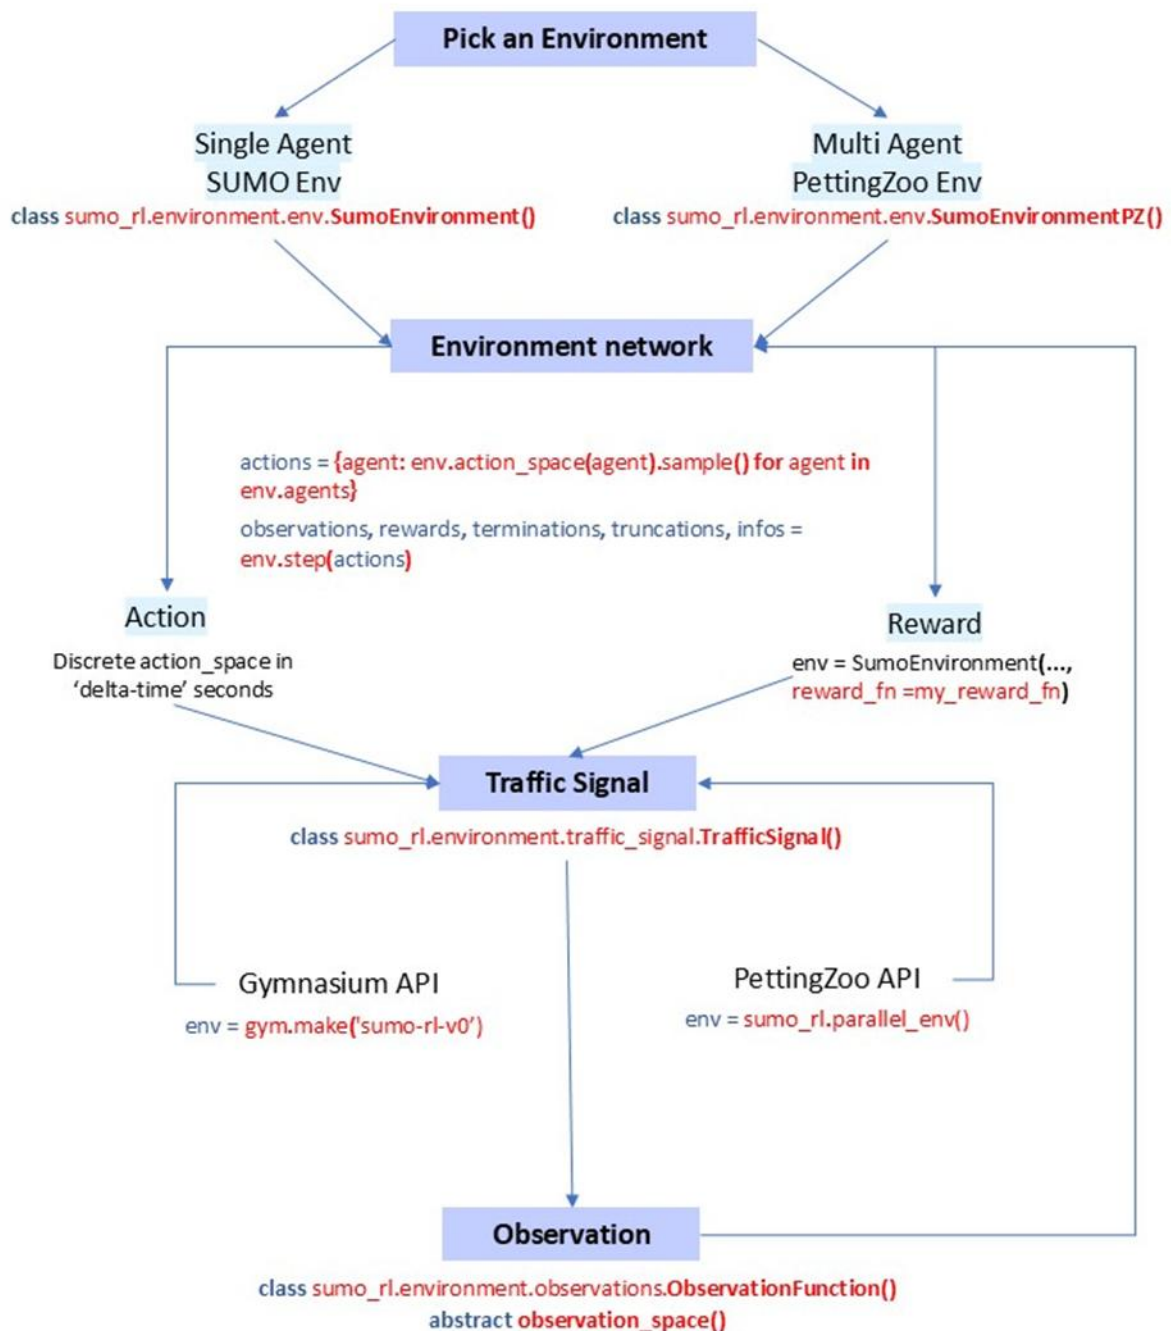 Pick an Environment
Single Agent
SUMO Env
class sumo_rl.environment.env.SumoEnvironment()
Multi Agent
PettingZoo Env
class sumo_rl.environment.env.SumoEnvironmentPZ()
Environment network
actions = {agent: env.action_space(agent).sample() for agent in
env.agents}
observations, rewards, terminations, truncations, infos =
env.step(actions)
Action
Discrete action_space in
‘delta-time’ seconds
Reward
env = SumoEnvironment(...,
reward_fn =my_reward_fn)
Traffic Signal
class sumo_rl.environment.traffic_signal.TrafficSignal()
Gymnasium API
env = gym.make('sumo-rl-v0’)
PettingZoo API
env = sumo_rl.parallel_env()
Observation
class sumo_rl.environment.observations.ObservationFunction()
abstract observation_space()